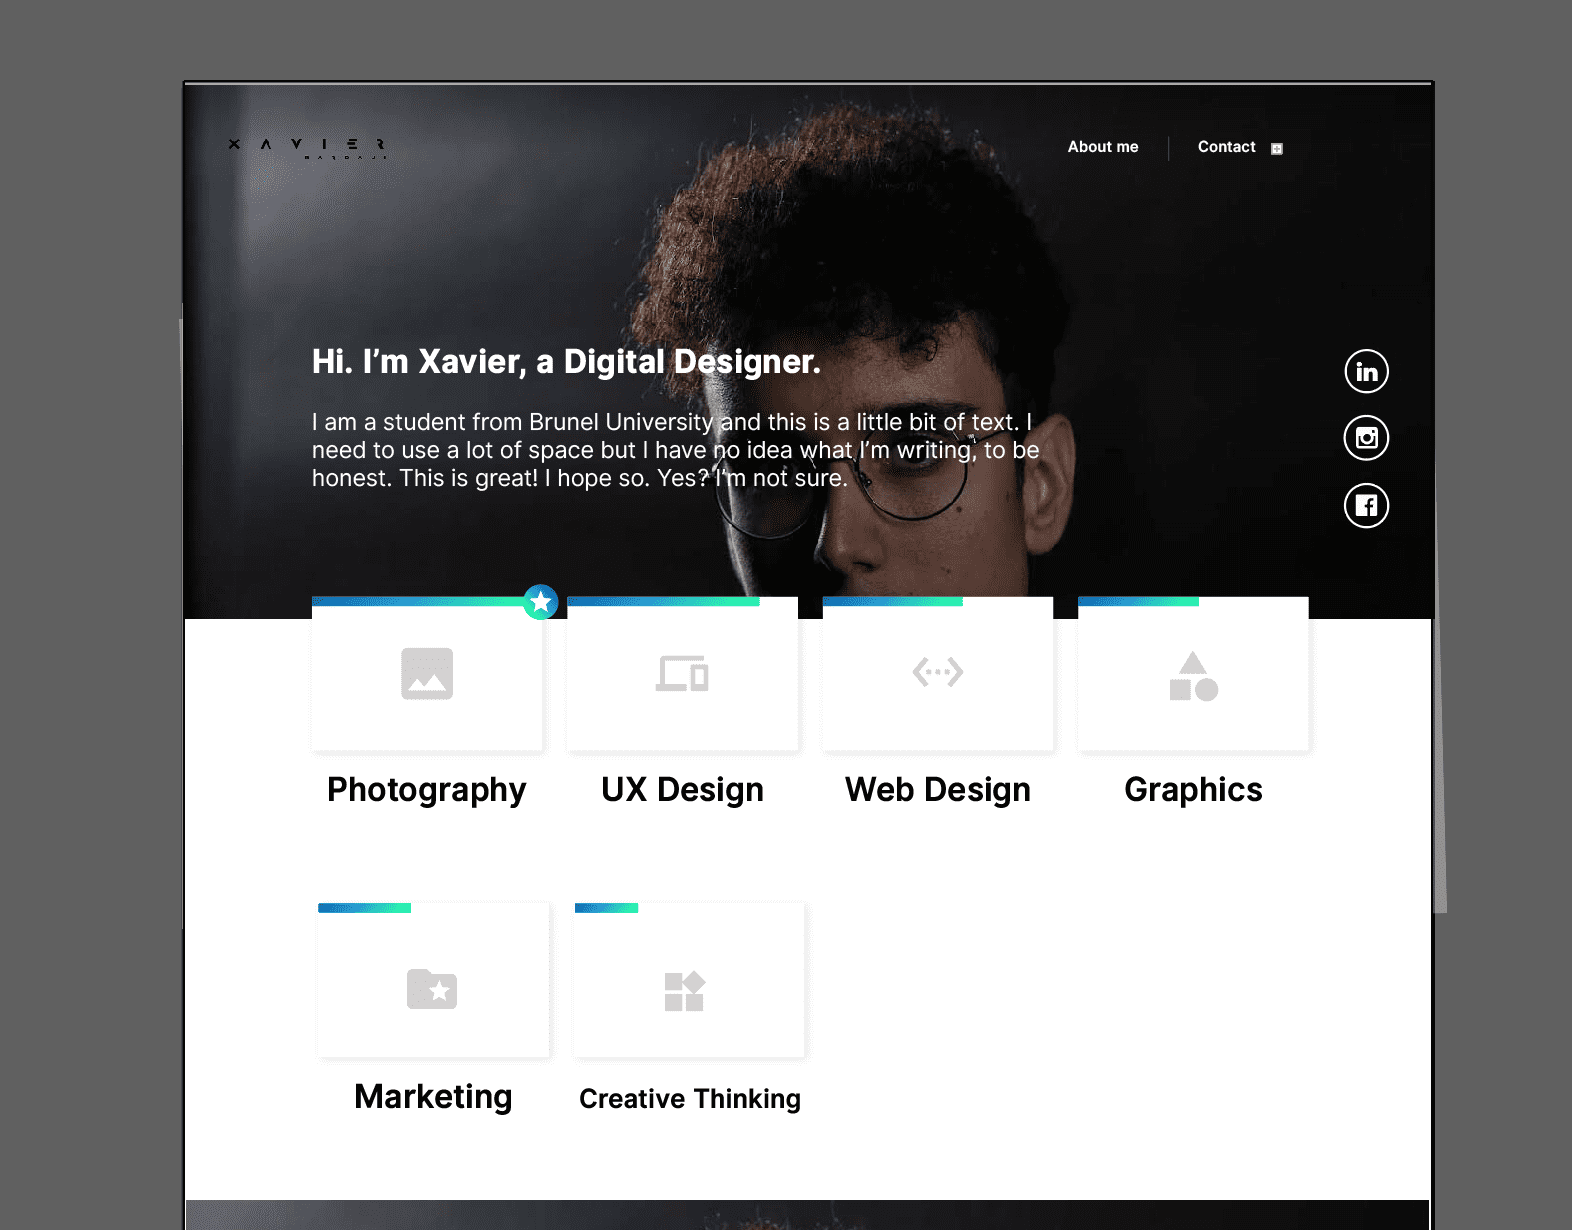 XAVIER
About me
Contact
Hi. I’m Xavier, a Digital Designer.
I am a student from Brunel University and this is a little bit of text. I
need to use a lot of space but I have no idea what I’m writing, to be
honest. This is great! I hope so. Yes? I’m not sure.
Photography
UX Design
Web Design
Graphics
Marketing
Creative Thinking